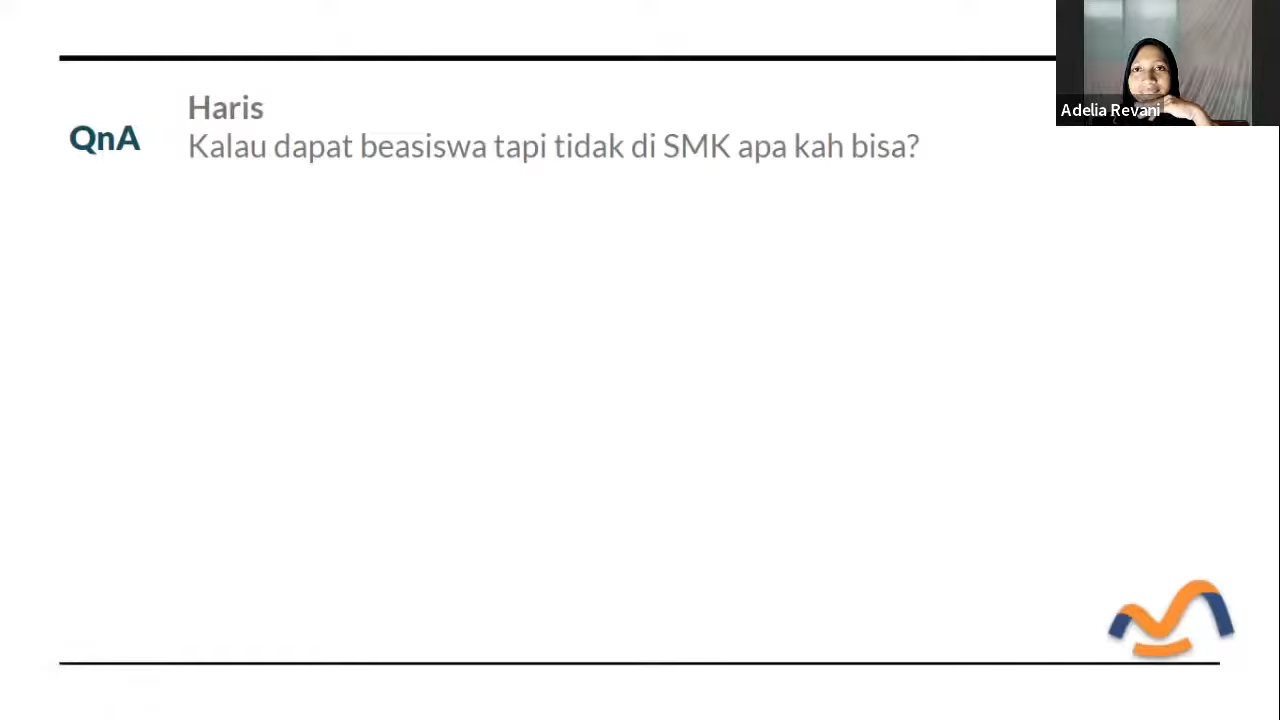 Haris
QnA
Kalau dapat beasiswa tapi tidak di SMK apa kah bisa?
Adelia Revani